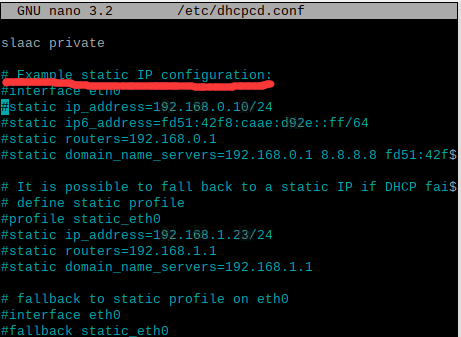 GNU nano 3.2 /etc/dhcpcd.conf
slaac private
# Example static IP configuration:
#interface eth0
#static ip_address=192.168.0.10/24
#static ip6_address=fd51:42f8:caae:d92e::ff/64
#static routers=192.168.0.1
#static domain_name_servers=192.168.0.1 8.8.8.8 fd51:42f$
# It is possible to fall back to a static IP if DHCP fai$
# define static profile
#profile static_eth0
#static ip_address=192.168.1.23/24
#static routers=192.168.1.1
#static domain_name_servers=192.168.1.1
# fallback to static profile on eth0
#interface eth0
#fallback static_eth0